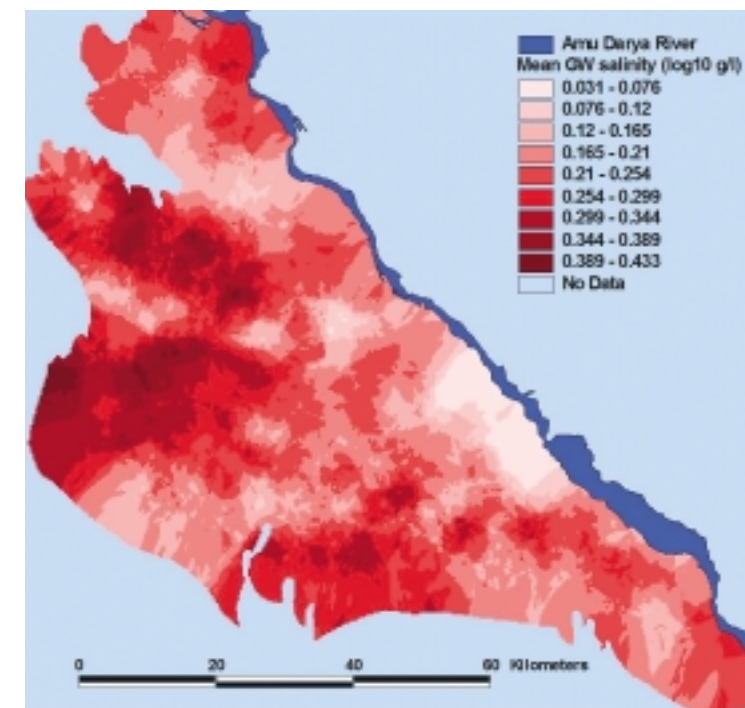 Amu Darya River
Mean GW salinity (log10 g/l)
0.031 - 0.076
0.076 - 0.12
0.12 - 0.165
0.165 - 0.21
0.21 - 0.254
0.254 - 0.299
0.299 - 0.344
0.344 - 0.389
0.389 - 0.433
No Data
0 20 40 60 Kilometers